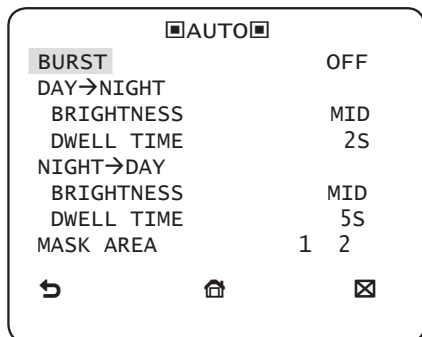 ▣AUTO▣
BURST OFF
DAY→NIGHT
BRIGHTNESS MID
DWELL TIME 2S
NIGHT→DAY
BRIGHTNESS MID
DWELL TIME 5S
MASK AREA 1 2